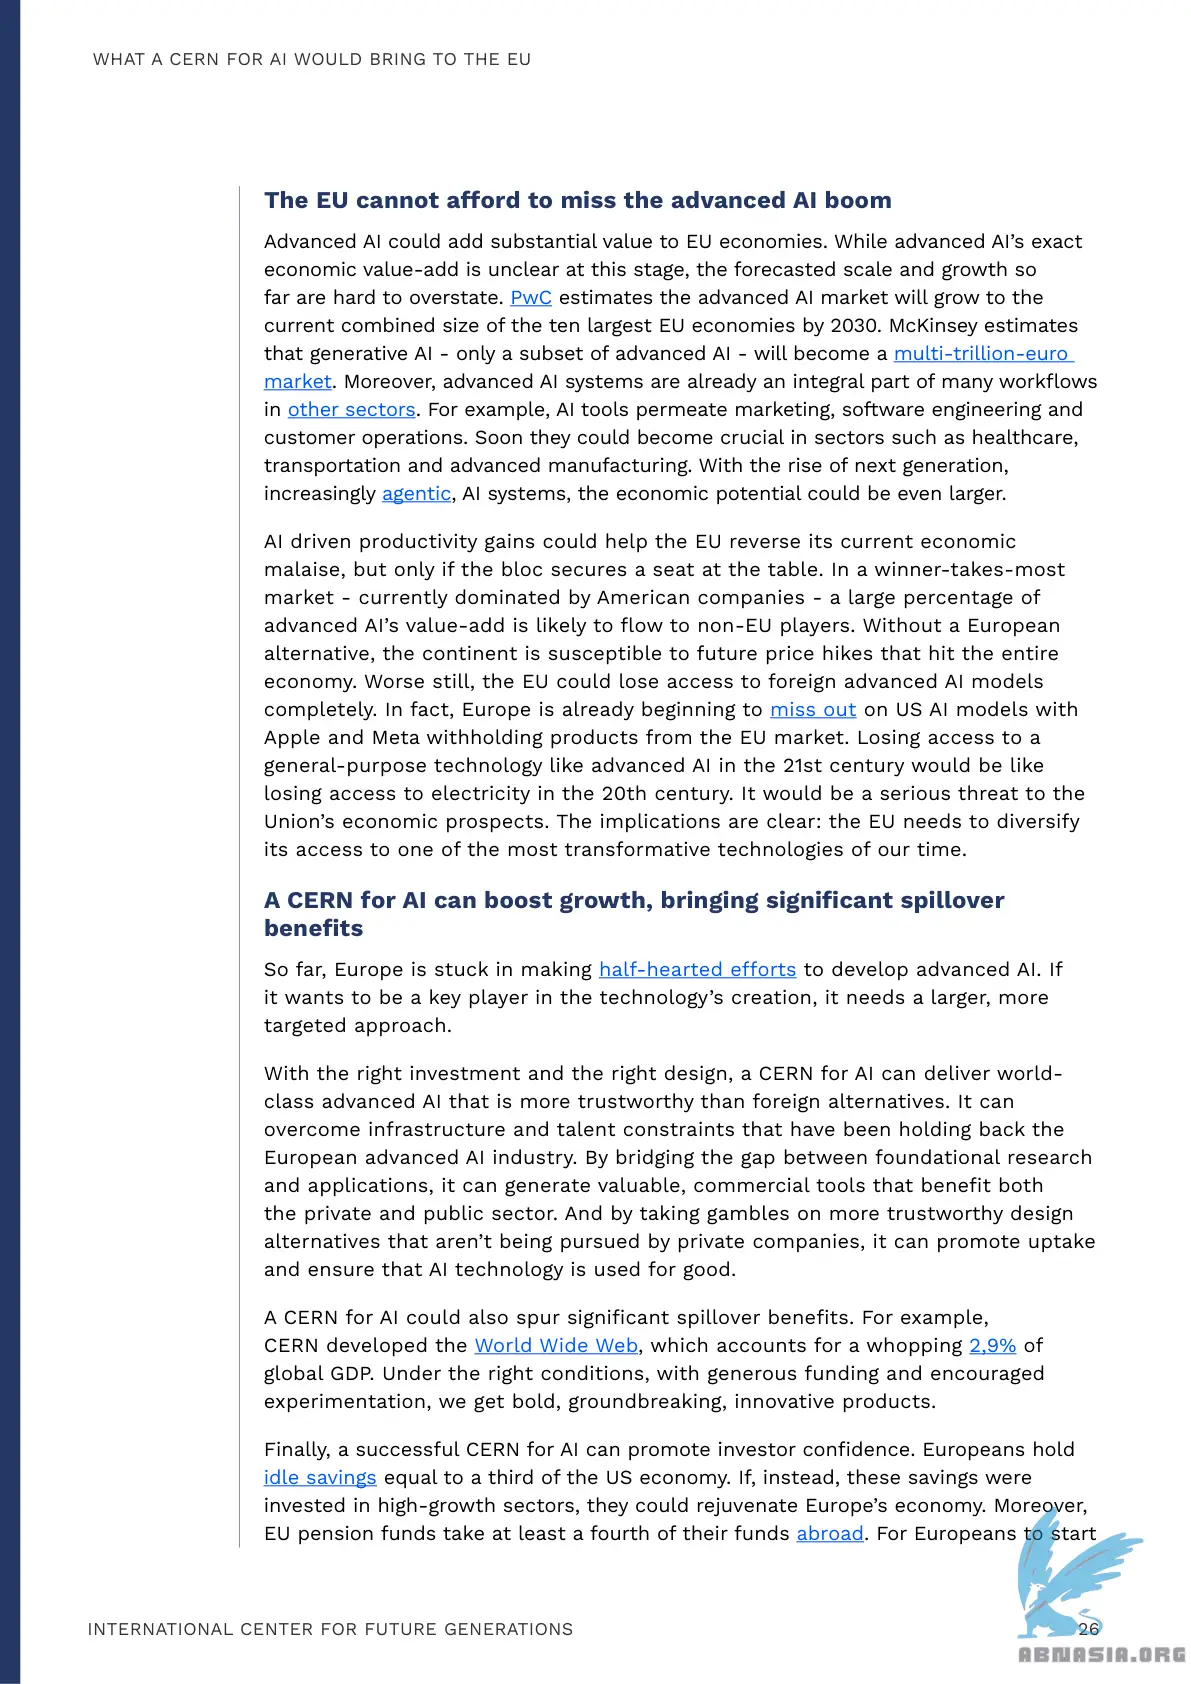 WHAT A CERN FOR AI WOULD BRING TO THE EU
The EU cannot afford to miss the advanced AI boom
Advanced AI could add substantial value to EU economies. While advanced AI’s exact
economic value-add is unclear at this stage, the forecasted scale and growth so
far are hard to overstate. PwC estimates the advanced AI market will grow to the
current combined size of the ten largest EU economies by 2030. McKinsey estimates
that generative AI - only a subset of advanced AI - will become a multi-trillion-euro
market. Moreover, advanced AI systems are already an integral part of many workflows
in other sectors. For example, AI tools permeate marketing, software engineering and
customer operations. Soon they could become crucial in sectors such as healthcare,
transportation and advanced manufacturing. With the rise of next generation,
increasingly agentic, AI systems, the economic potential could be even larger.
AI driven productivity gains could help the EU reverse its current economic
malaise, but only if the bloc secures a seat at the table. In a winner-takes-most
market - currently dominated by American companies - a large percentage of
advanced AI’s value-add is likely to flow to non-EU players. Without a European
alternative, the continent is susceptible to future price hikes that hit the entire
economy. Worse still, the EU could lose access to foreign advanced AI models
completely. In fact, Europe is already beginning to miss out on US AI models with
Apple and Meta withholding products from the EU market. Losing access to a
general-purpose technology like advanced AI in the 21st century would be like
losing access to electricity in the 20th century. It would be a serious threat to the
Union’s economic prospects. The implications are clear: the EU needs to diversify
its access to one of the most transformative technologies of our time.
A CERN for AI can boost growth, bringing significant spillover
benefits
So far, Europe is stuck in making half-hearted efforts to develop advanced AI. If
it wants to be a key player in the technology’s creation, it needs a larger, more
targeted approach.
With the right investment and the right design, a CERN for AI can deliver world-
class advanced AI that is more trustworthy than foreign alternatives. It can
overcome infrastructure and talent constraints that have been holding back the
European advanced AI industry. By bridging the gap between foundational research
and applications, it can generate valuable, commercial tools that benefit both
the private and public sector. And by taking gambles on more trustworthy design
alternatives that aren’t being pursued by private companies, it can promote uptake
and ensure that AI technology is used for good.
A CERN for AI could also spur significant spillover benefits. For example,
CERN developed the World Wide Web, which accounts for a whopping 2,9% of
global GDP. Under the right conditions, with generous funding and encouraged
experimentation, we get bold, groundbreaking, innovative products.
Finally, a successful CERN for AI can promote investor confidence. Europeans hold
idle savings equal to a third of the US economy. If, instead, these savings were
invested in high-growth sectors, they could rejuvenate Europe’s economy. Moreover,
EU pension funds take at least a fourth of their funds abroad. For Europeans to start
INTERNATIONAL CENTER FOR FUTURE GENERATIONS
26
ABNASIA.ORG